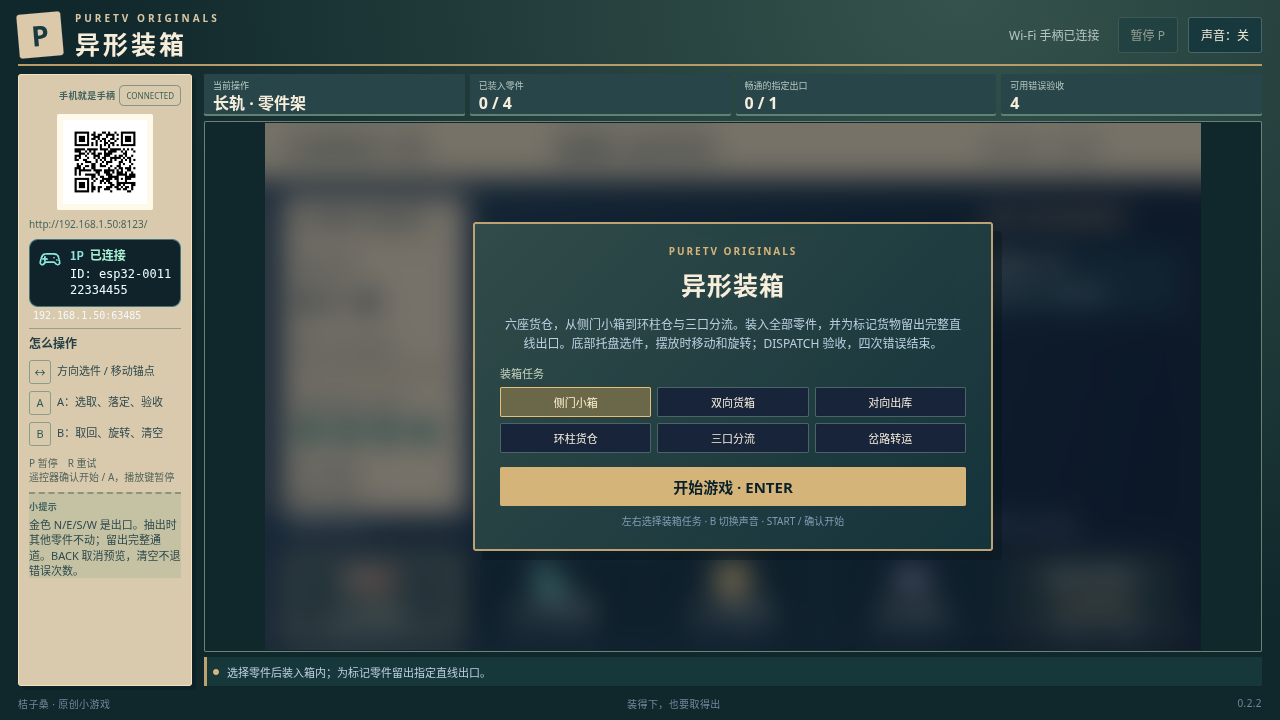 P
PURETV ORIGINALS
异形装箱
Wi-Fi 手柄已连接
暂停 P
声音：关
手机就是手柄
CONNECTED
http://192.168.1.50:8123/
1P 已连接
ID: esp32-0011
22334455
192.168.1.50:63485
怎么操作
↔ 方向选件 / 移动锚点
A A：选取、落定、验收
B B：取回、旋转、清空
P 暂停 R 重试
遥控器确认开始 / A，播放键暂停
小提示
金色 N/E/S/W 是出口。抽出时
其他零件不动；留出完整通
道。BACK 取消预览，清空不退
错误次数。
当前操作
长轨 · 零件架
已装入零件
0 / 4
畅通的指定出口
0 / 1
可用错误验收
4
PURETV ORIGINALS
异形装箱
六座货仓，从侧门小箱到环柱仓与三口分流。装入全部零件，并为标记货物留出完整直
线出口。底部托盘选件，摆放时移动和旋转；DISPATCH 验收，四次错误结束。
装箱任务
侧门小箱
双向货箱
对向出库
环柱货仓
三口分流
岔路转运
开始游戏 · ENTER
左右选择装箱任务 · B 切换声音 · START / 确认开始
选择零件后装入箱内；为标记零件留出指定直线出口。
桔子桑 · 原创小游戏
装得下，也要取得出
0.2.2